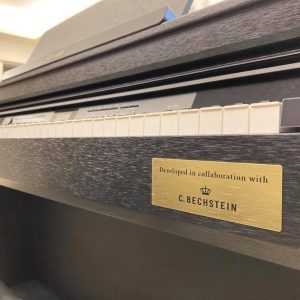 Developed in collaboration with
C. BECHSTEIN